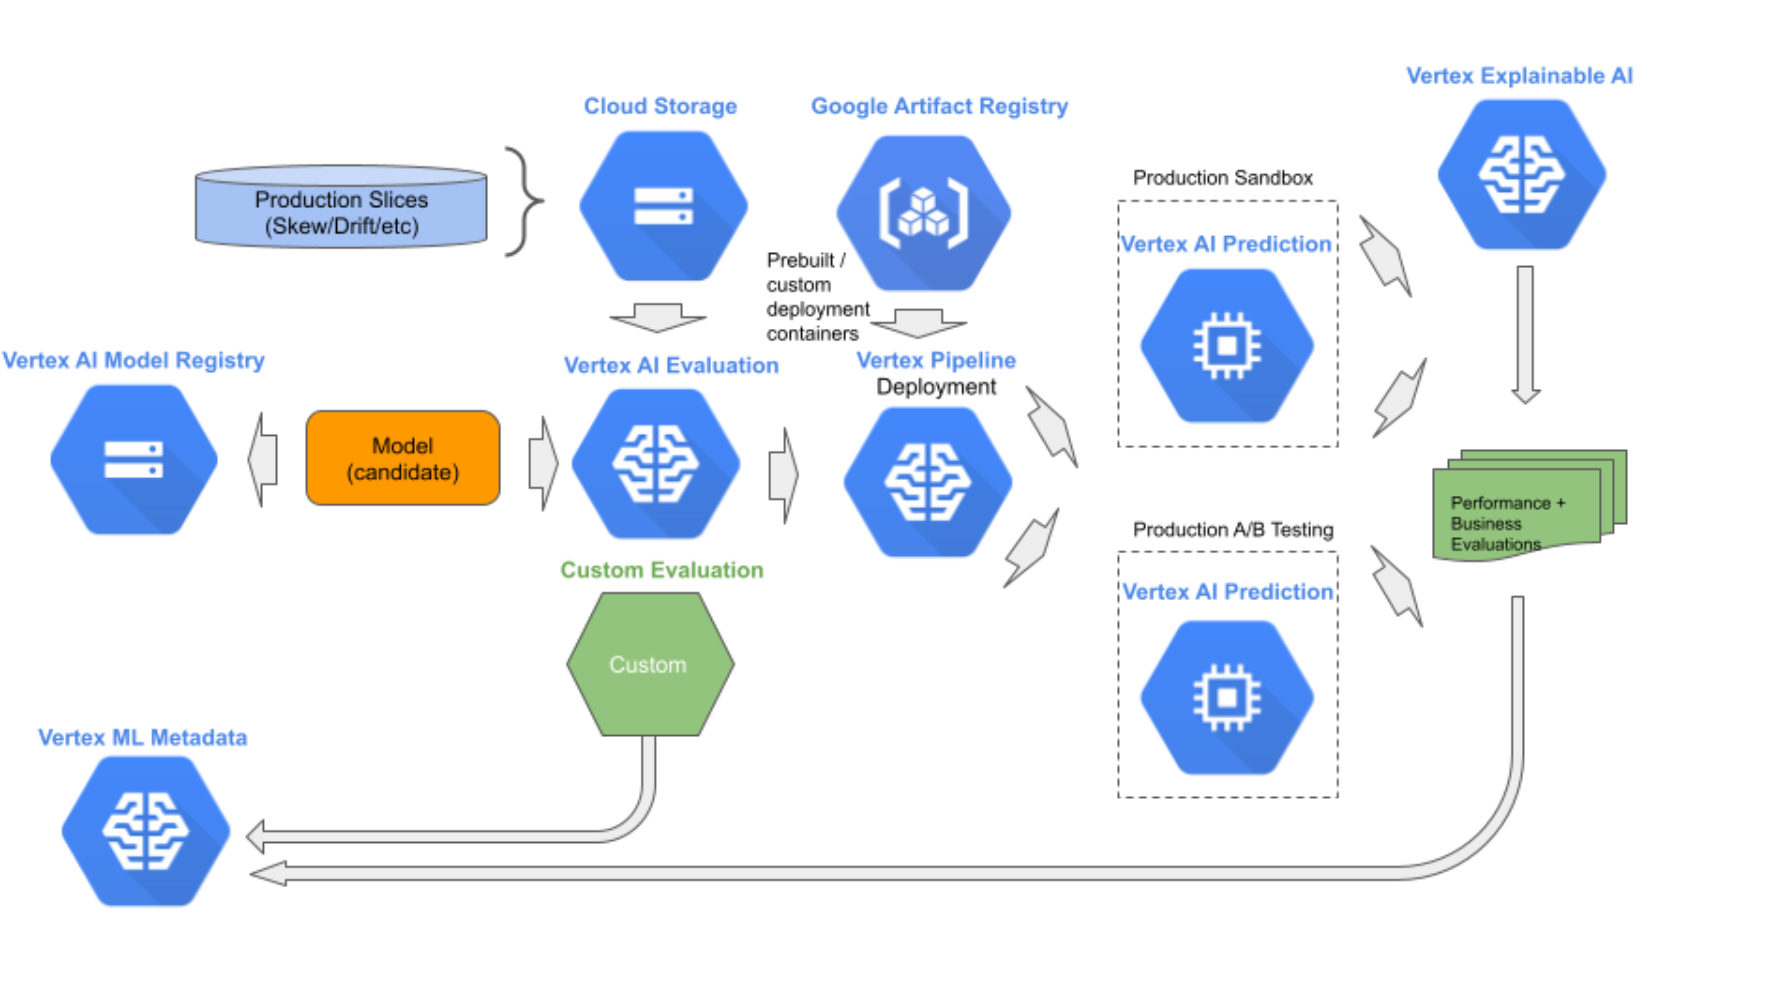 Vertex Explainable AI
Cloud Storage
Google Artifact Registry
Production Slices
(Skew/Drift/etc)
Production Sandbox
Vertex AI Prediction
Prebuilt /
custom
deployment
containers
Vertex AI Model Registry
Vertex AI Evaluation
Vertex Pipeline
Deployment
Model
(candidate)
Performance +
Business
Evaluations
Production A/B Testing
Vertex AI Prediction
Custom Evaluation
Custom
Vertex ML Metadata